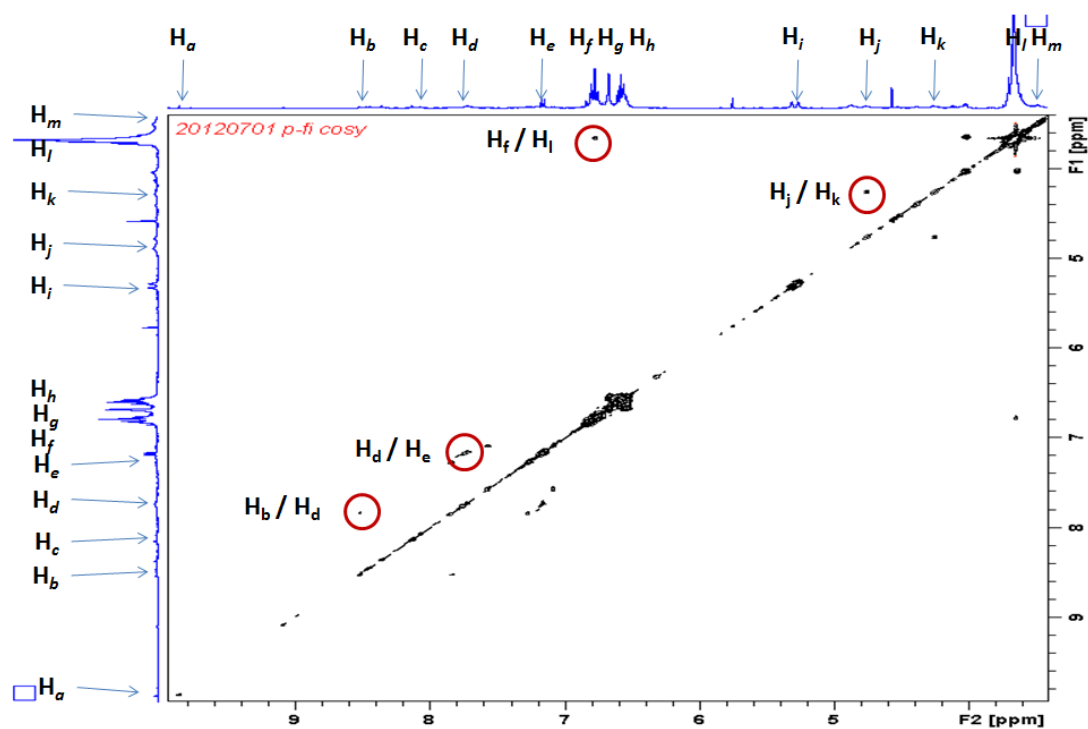 Ha Hb Hc Hd He Hf Hg Hh Hi Hj Hk Hl Hm
Hm
20120701 p-fi cosy
Hf / Hl
Hl
F1 [ppm]
Hk
Hj / Hk
Hj
5
Hi
6
Hh
Hg
Hf
7
Hd / He
He
Hd
Hb / Hd
8
Hc
Hb
9
Ha
9 8 7 6 5 F2 [ppm]